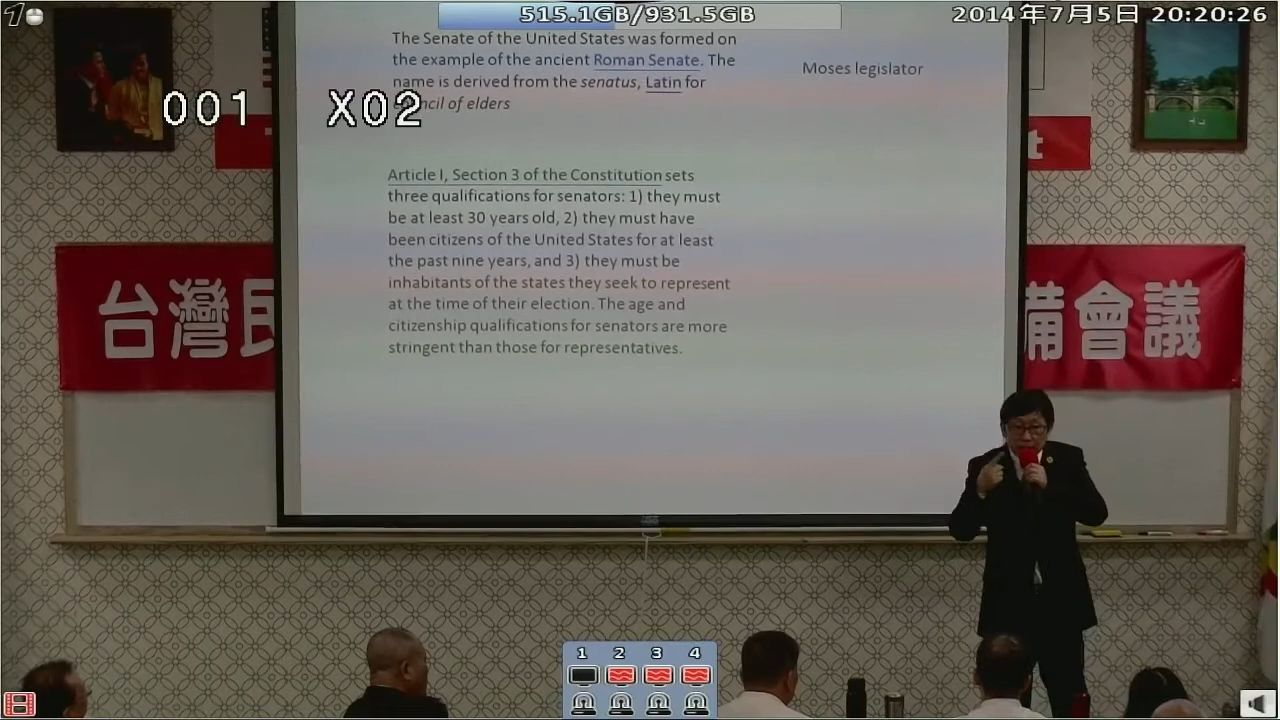 515.1GB/931.5GB
2014年7月5日 20:20:26
001 X02
The Senate of the United States was formed on
the example of the ancient Roman Senate. The
name is derived from the senatus, Latin for
council of elders
Moses legislator
Article I, Section 3 of the Constitution sets
three qualifications for senators: 1) they must
be at least 30 years old, 2) they must have
been citizens of the United States for at least
the past nine years, and 3) they must be
inhabitants of the states they seek to represent
at the time of their election. The age and
citizenship qualifications for senators are more
stringent than those for representatives.
t
台灣民
備會議
1 2 3 4